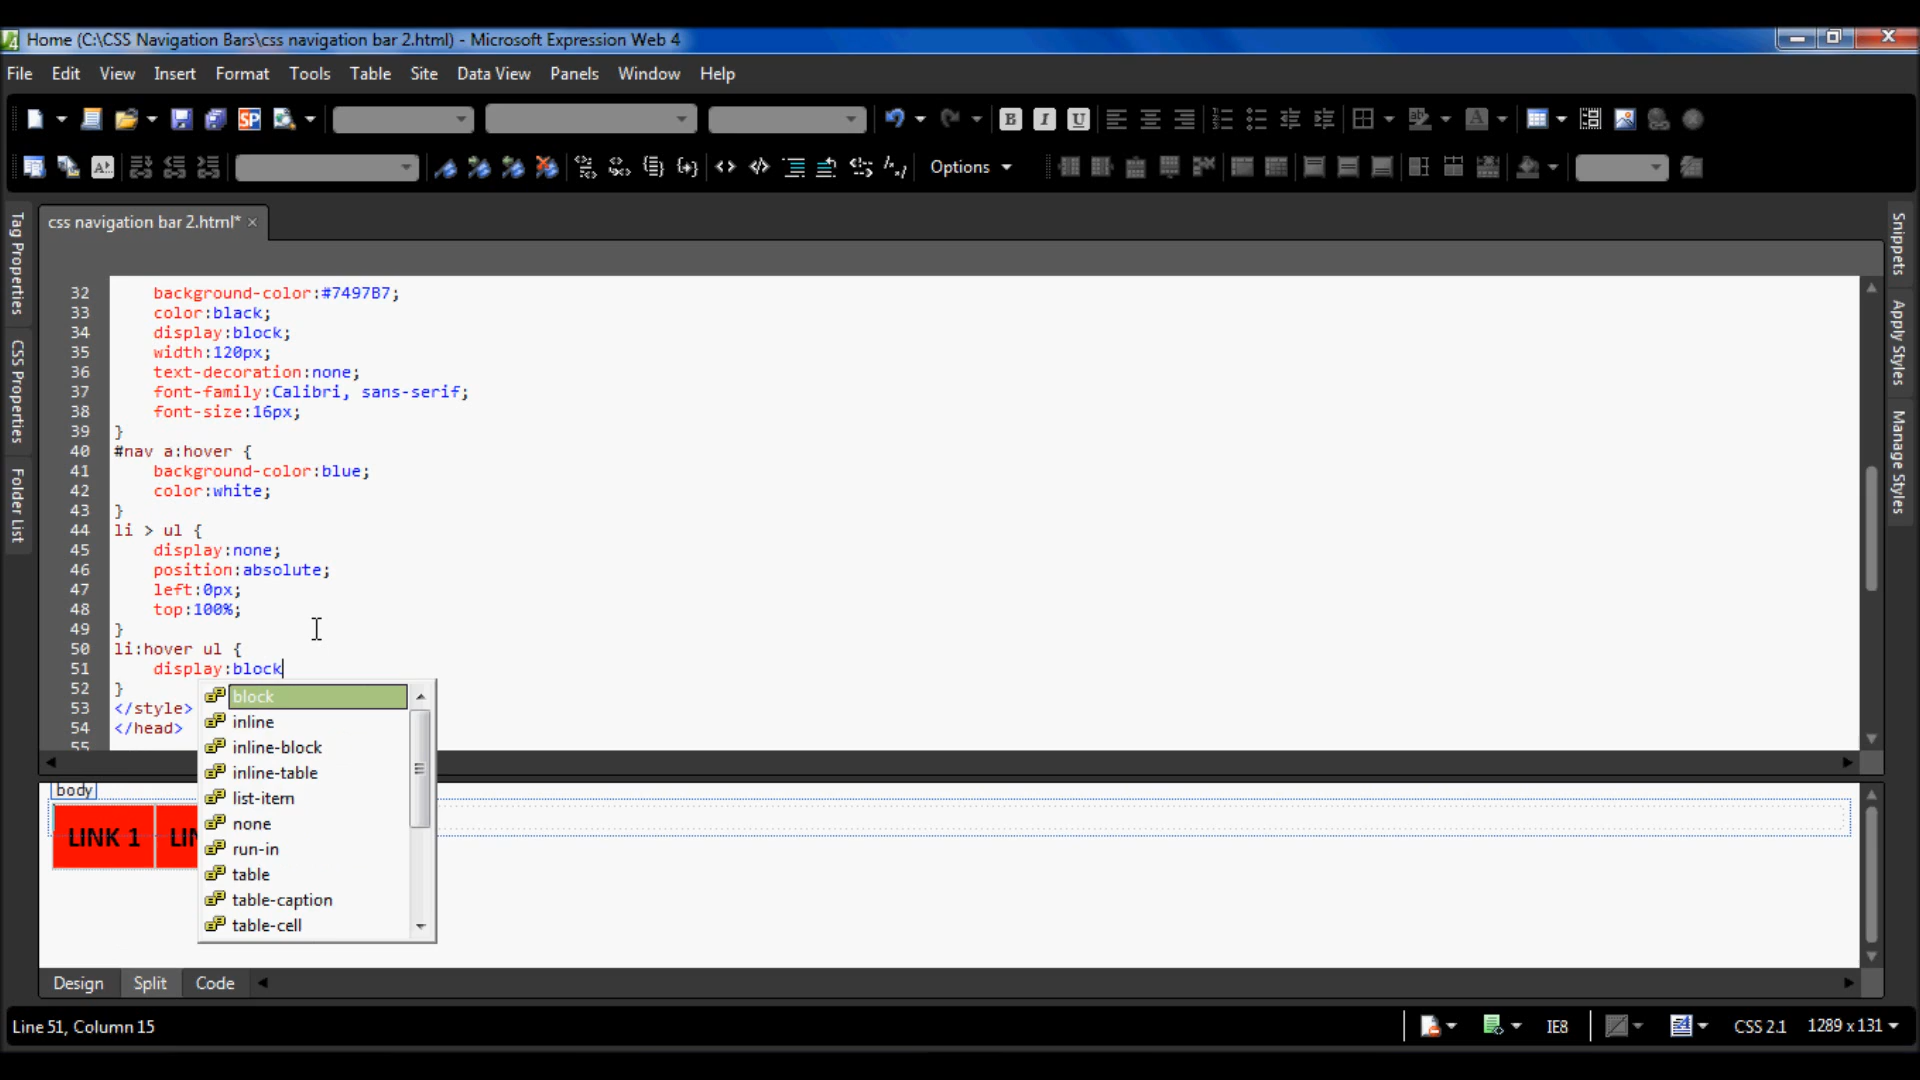 Home (C:\CSS Navigation Bars\css navigation bar 2.html) - Microsoft Expression Web 4
File Edit View Insert Format Tools Table Site Data View Panels Window Help
Options
css navigation bar 2.html*
Tag Properties
CSS Properties
Folder List
Snippets
Apply Styles
Manage Styles
32 background-color:#7497B7;
33 color:black;
34 display:block;
35 width:120px;
36 text-decoration:none;
37 font-family:Calibri, sans-serif;
38 font-size:16px;
39 }
40 #nav a:hover {
41 background-color:blue;
42 color:white;
43 }
44 li > ul {
45 display:none;
46 position:absolute;
47 left:0px;
48 top:100%;
49 }
50 li:hover ul {
51 display:block
52 }
53 </style>
54 </head>
55
block
inline
inline-block
inline-table
list-item
none
run-in
table
table-caption
table-cell
body
LINK 1
Design Split Code
Line 51, Column 15
IE8 CSS 2.1 1289 x 131